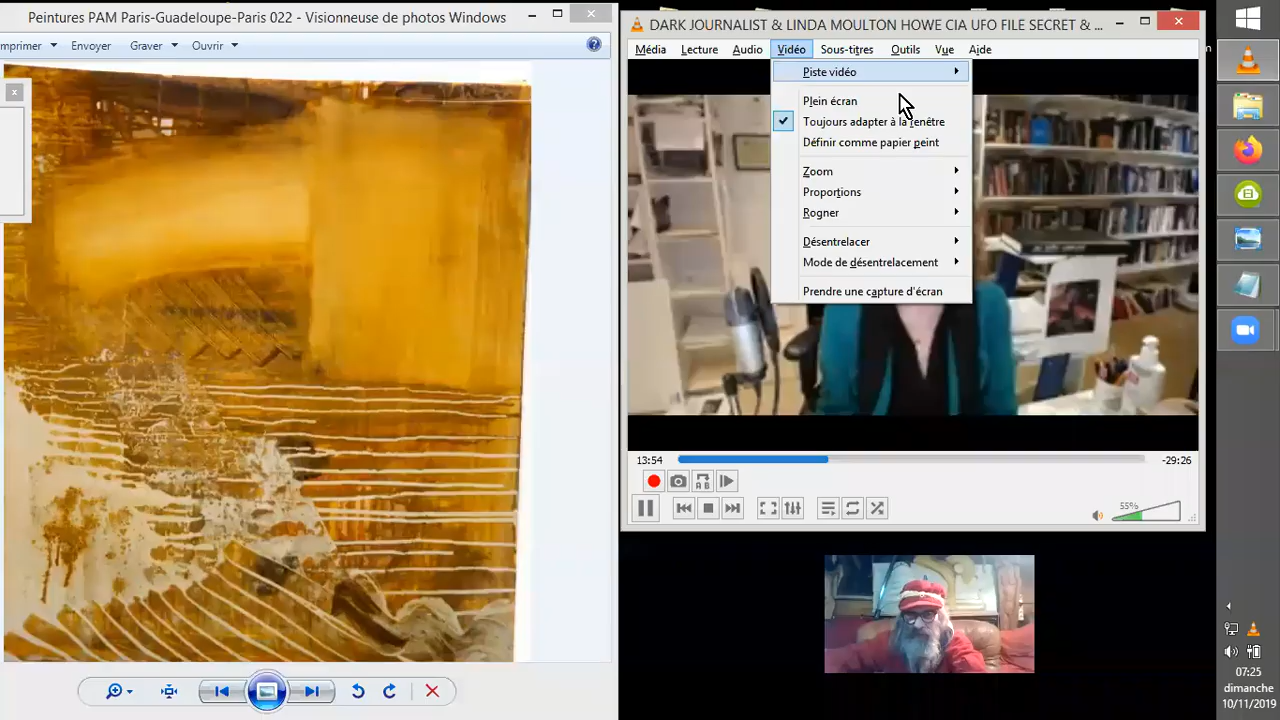 Peintures PAM Paris-Guadeloupe-Paris 022 - Visionneuse de photos Windows
mprimer Envoyer Graver Ouvrir
DARK JOURNALIST & LINDA MOULTON HOWE CIA UFO FILE SECRET & ...
Média Lecture Audio Vidéo Sous-titres Outils Vue Aide
Piste vidéo
Plein écran
Toujours adapter à la fenêtre
Définir comme papier peint
Zoom
Proportions
Rogner
Désentrelacer
Mode de désentrelacement
Prendre une capture d'écran
13:54 -29:26
A B
55%
07:25
dimanche
10/11/2019